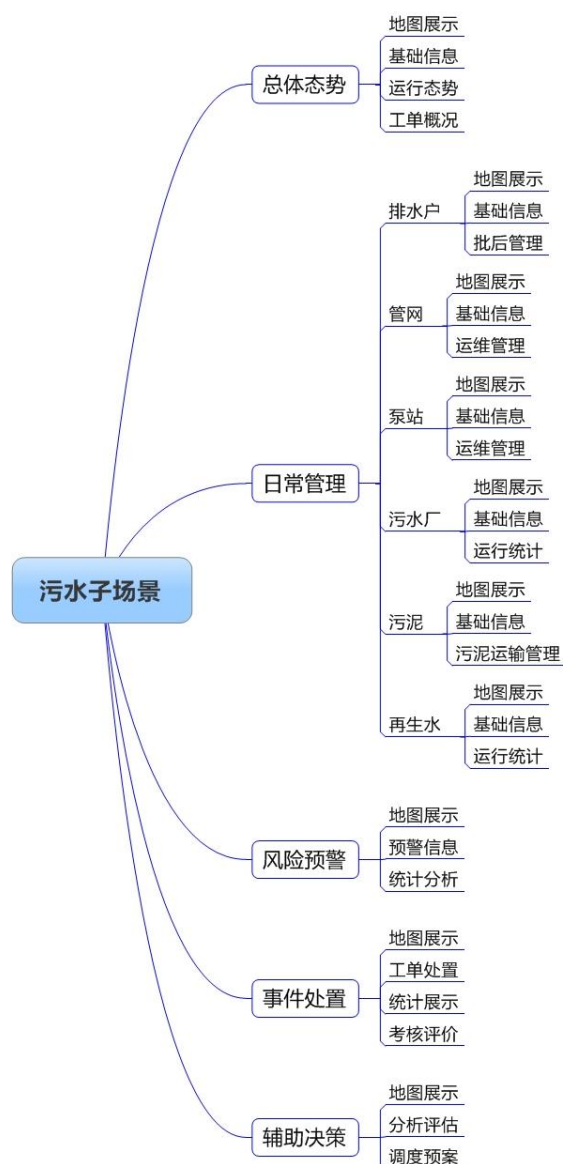 污水子场景
总体态势
地图展示
基础信息
运行态势
工单概况
日常管理
排水户
地图展示
基础信息
批后管理
管网
地图展示
基础信息
运维管理
泵站
地图展示
基础信息
运维管理
污水厂
地图展示
基础信息
运行统计
污泥
地图展示
基础信息
污泥运输管理
再生水
地图展示
基础信息
运行统计
风险预警
地图展示
预警信息
统计分析
事件处置
地图展示
工单处置
统计展示
考核评价
辅助决策
地图展示
分析评估
调度预案